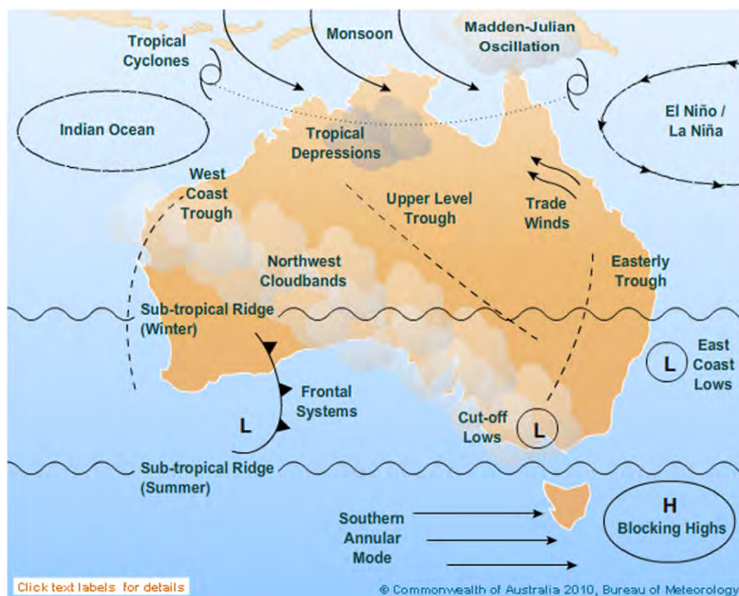 Tropical
Cyclones
Monsoon
Madden-Julian
Oscillation
Indian Ocean
El Niño /
La Niña
Tropical
Depressions
West
Coast
Trough
Upper Level
Trough
Trade
Winds
Northwest
Cloudbands
Easterly
Trough
Sub-tropical Ridge
(Winter)
East
Coast
Lows
L
Frontal
Systems
L
Cut-off
Lows
L
Sub-tropical Ridge
(Summer)
H
Blocking Highs
Southern
Annular
Mode
Click text labels for details
© Commonwealth of Australia 2010, Bureau of Meteorology